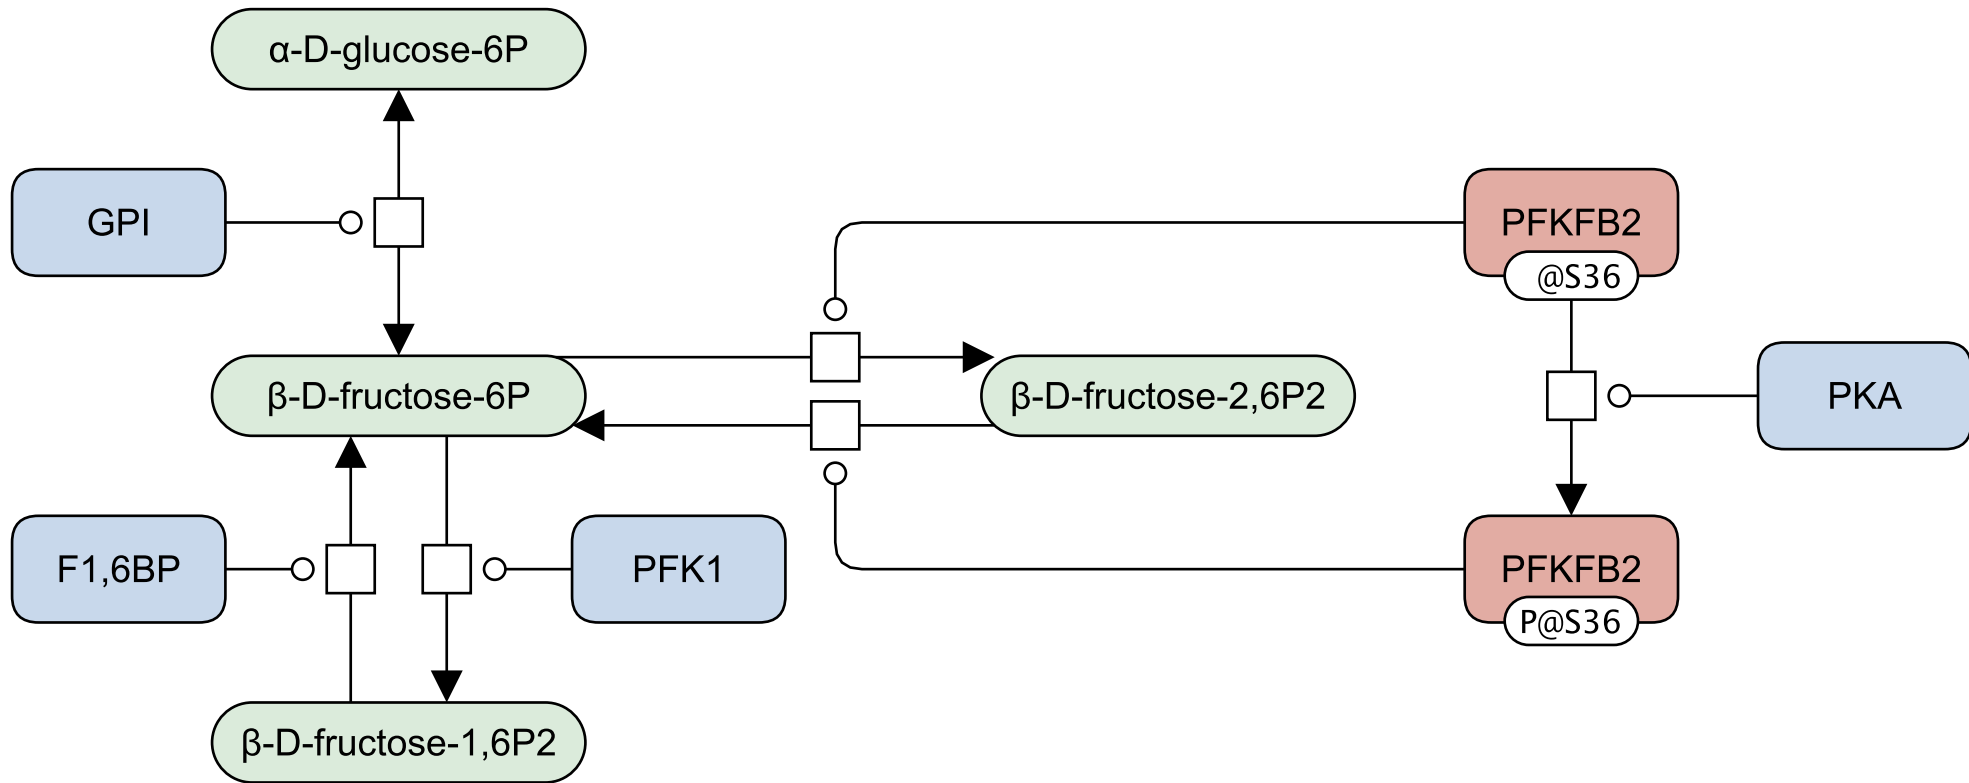 α-D-glucose-6P
GPI
PFKFB2
@S36
β-D-fructose-6P
β-D-fructose-2,6P2
PKA
F1,6BP
PFK1
PFKFB2
P@S36
β-D-fructose-1,6P2